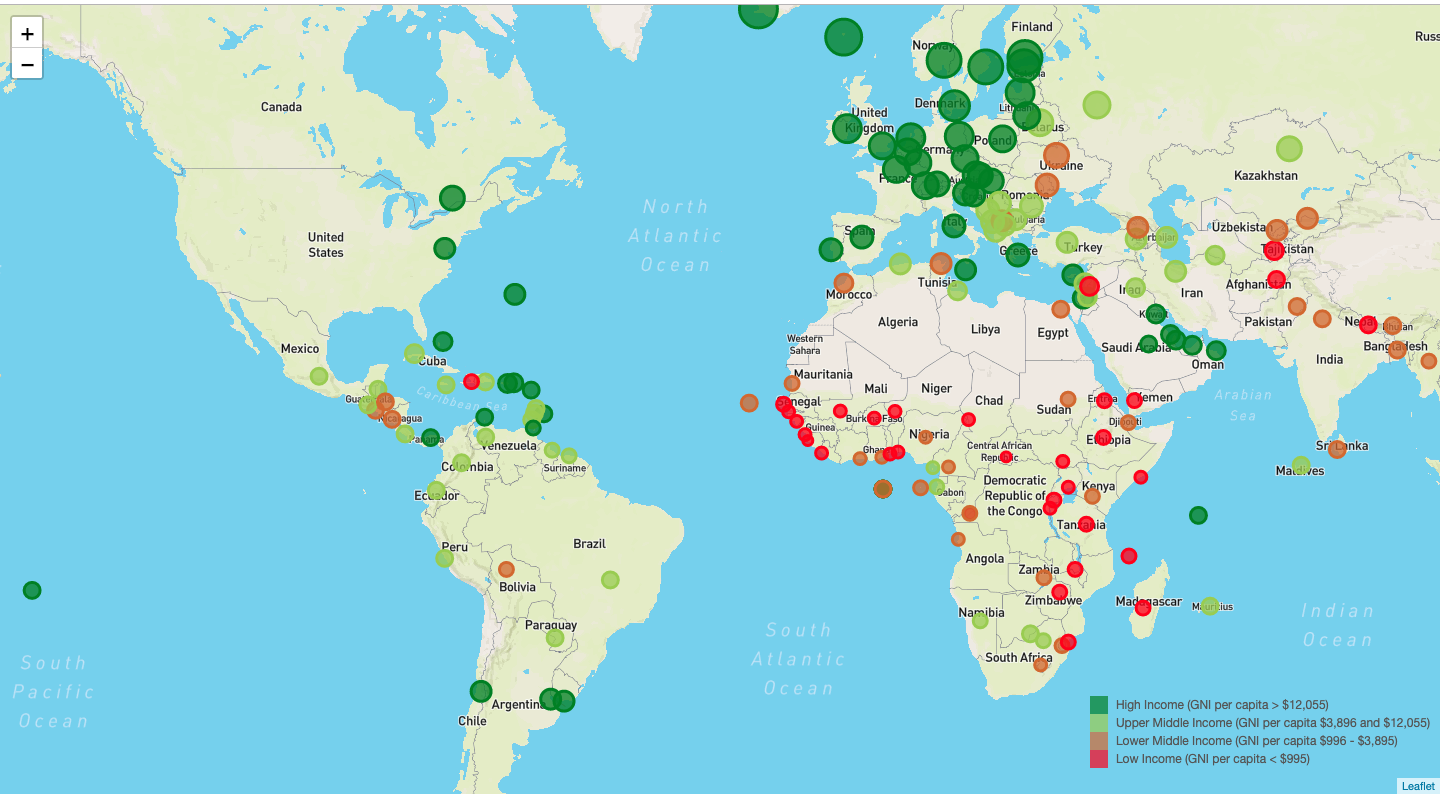 +
−
Finland
Norway
Russ
Canada
Denmark
United
Kingdom
Poland
Ukraine
Kazakhstan
Romania
North
Atlantic
Ocean
United
States
Spain
Italy
Bulgaria
Greece
Turkey
Azerbaijan
Uzbekistan
Tajikistan
Tunisia
Iraq
Iran
Afghanistan
Morocco
Kuwait
Pakistan
Nepal
Bhutan
Algeria
Libya
Egypt
Western
Sahara
Saudi Arabia
Bangladesh
Mexico
Cuba
Oman
India
Mauritania
Mali
Niger
Caribbean Sea
Guatemala
Nicaragua
Arabian
Sea
Senegal
Chad
Sudan
Eritrea
Yemen
Burkina Faso
Guinea
Djibouti
Panama
Nigeria
Ethiopia
Venezuela
Ghana
Central African
Republic
Sri Lanka
Colombia
Suriname
Maldives
Ecuador
Gabon
Democratic
Republic of
the Congo
Kenya
Tanzania
Peru
Brazil
Angola
Bolivia
Zambia
Zimbabwe
Madagascar
Mauritius
Namibia
Indian
Ocean
Paraguay
South
Atlantic
Ocean
South Africa
South
Pacific
Ocean
Argentina
Chile
High Income (GNI per capita > $12,055)
Upper Middle Income (GNI per capita $3,896 and $12,055)
Lower Middle Income (GNI per capita $996 - $3,895)
Low Income (GNI per capita < $995)
Leaflet